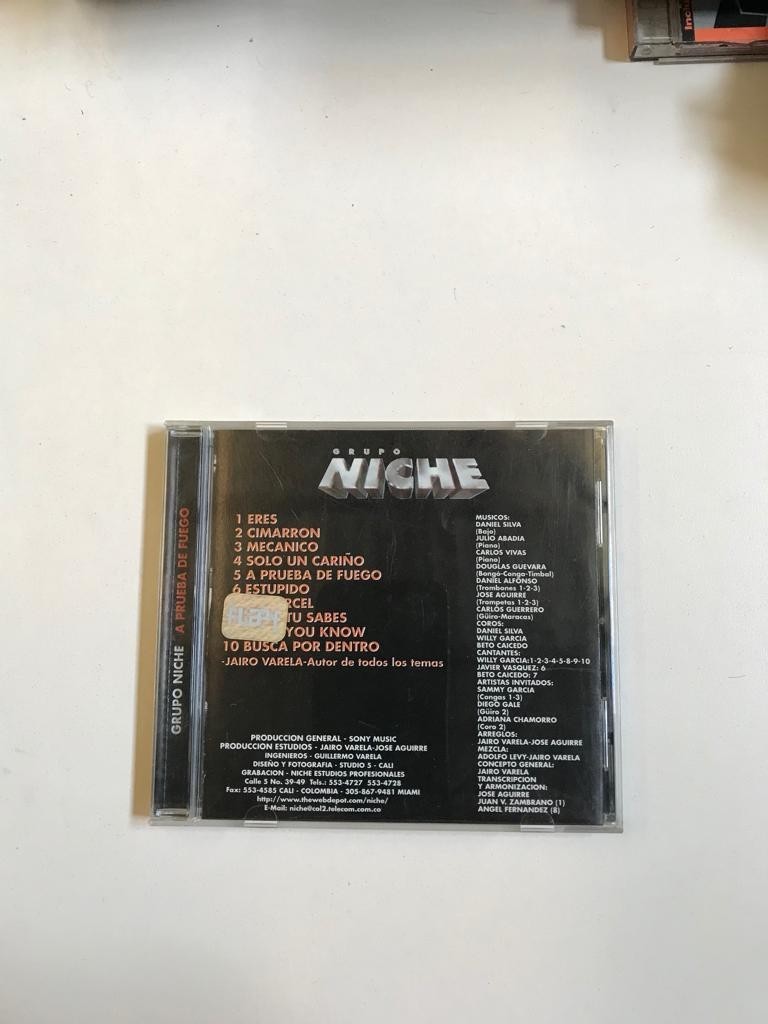 GRUPO NICHE A PRUEBA DE FUEGO
GRUPO
NICHE
1 ERES
2 CIMARRON
3 MECANICO
4 SOLO UN CARIÑO
5 A PRUEBA DE FUEGO
6 ESTUPIDO
RCEL
TU SABES
YOU KNOW
10 BUSCA POR DENTRO
-JAIRO VARELA-Autor de todos los temas
PRODUCCION GENERAL - SONY MUSIC
PRODUCCION ESTUDIOS - JAIRO VARELA-JOSE AGUIRRE
INGENIEROS - GUILLERMO VARELA
DISEÑO Y FOTOGRAFIA - STUDIO 5 - CALI
GRABACION - NICHE ESTUDIOS PROFESIONALES
Calle 5 No. 39-49 Tels.: 553-4727 553-4728
Fax: 553-4585 CALI - COLOMBIA - 305-867-9481 MIAMI
http://www.thewebdepot.com/niche/
E-Mail: niche@col2.telecom.com.co
MUSICOS:
DANIEL SILVA
(Bajo)
JULIO ABADIA
(Piano)
CARLOS VIVAS
(Piano)
DOUGLAS GUEVARA
(Bongó-Conga-Timbal)
DANIEL ALFONSO
(Trombones 1-2-3)
JOSE AGUIRRE
(Trompetas 1-2-3)
CARLOS GUERRERO
(Güiro-Maracas)
COROS:
DANIEL SILVA
WILLY GARCIA
BETO CAICEDO
CANTANTES:
WILLY GARCIA:1-2-3-4-5-8-9-10
JAVIER VASQUEZ: 6
BETO CAICEDO: 7
ARTISTAS INVITADOS:
SAMMY GARCIA
(Congas 1-3)
DIEGO GALE
(Güiro 2)
ADRIANA CHAMORRO
(Coro 2)
ARREGLOS:
JAIRO VARELA-JOSE AGUIRRE
MEZCLA:
ADOLFO LEVY-JAIRO VARELA
CONCEPTO GENERAL:
JAIRO VARELA
TRANSCRIPCION
Y ARMONIZACION:
JOSE AGUIRRE
JUAN V. ZAMBRANO (1)
ANGEL FERNANDEZ (8)